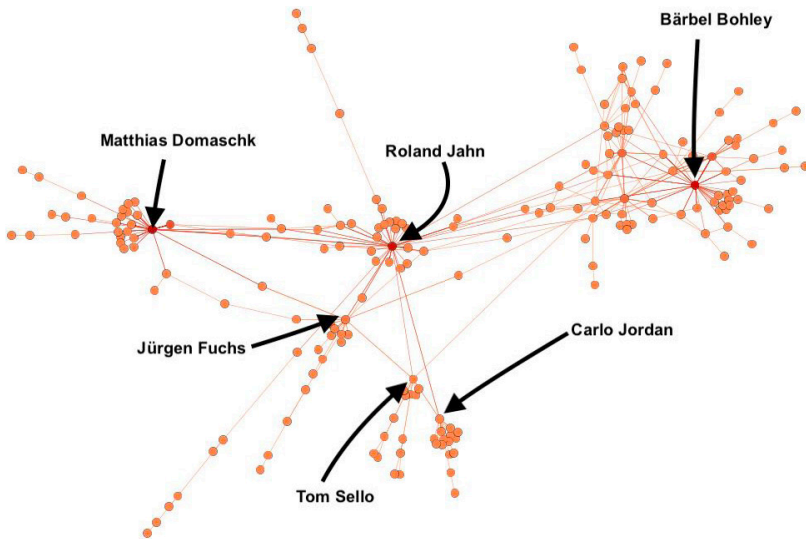 Bärbel Bohley
Matthias Domaschk
Roland Jahn
Carlo Jordan
Jürgen Fuchs
Tom Sello